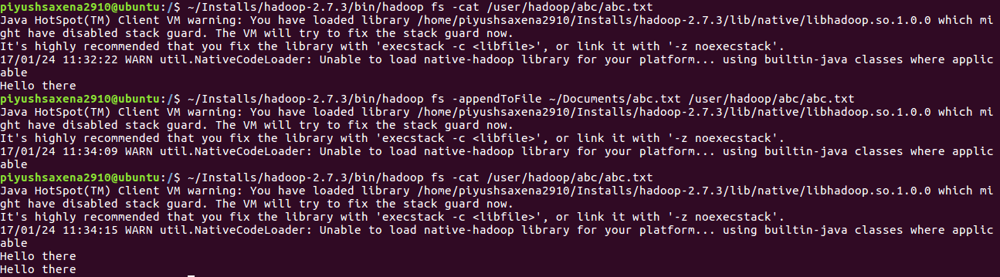 piyushsaxena2910@ubuntu:/$ ~/Installs/hadoop-2.7.3/bin/hadoop fs -cat /user/hadoop/abc/abc.txt
Java HotSpot(TM) Client VM warning: You have loaded library /home/piyushsaxena2910/Installs/hadoop-2.7.3/lib/native/libhadoop.so.1.0.0 which mi
ght have disabled stack guard. The VM will try to fix the stack guard now.
It's highly recommended that you fix the library with 'execstack -c <libfile>', or link it with '-z noexecstack'.
17/01/24 11:32:22 WARN util.NativeCodeLoader: Unable to load native-hadoop library for your platform... using builtin-java classes where applic
able
Hello there
piyushsaxena2910@ubuntu:/$ ~/Installs/hadoop-2.7.3/bin/hadoop fs -appendToFile ~/Documents/abc.txt /user/hadoop/abc/abc.txt
Java HotSpot(TM) Client VM warning: You have loaded library /home/piyushsaxena2910/Installs/hadoop-2.7.3/lib/native/libhadoop.so.1.0.0 which mi
ght have disabled stack guard. The VM will try to fix the stack guard now.
It's highly recommended that you fix the library with 'execstack -c <libfile>', or link it with '-z noexecstack'.
17/01/24 11:34:09 WARN util.NativeCodeLoader: Unable to load native-hadoop library for your platform... using builtin-java classes where applic
able
piyushsaxena2910@ubuntu:/$ ~/Installs/hadoop-2.7.3/bin/hadoop fs -cat /user/hadoop/abc/abc.txt
Java HotSpot(TM) Client VM warning: You have loaded library /home/piyushsaxena2910/Installs/hadoop-2.7.3/lib/native/libhadoop.so.1.0.0 which mi
ght have disabled stack guard. The VM will try to fix the stack guard now.
It's highly recommended that you fix the library with 'execstack -c <libfile>', or link it with '-z noexecstack'.
17/01/24 11:34:15 WARN util.NativeCodeLoader: Unable to load native-hadoop library for your platform... using builtin-java classes where applic
able
Hello there
Hello there